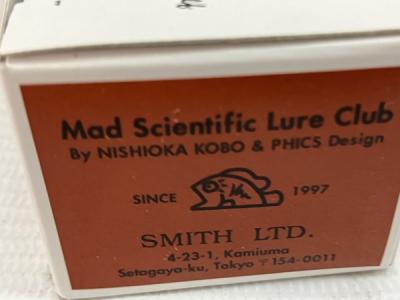 Mad Scientific Lure Club
By NISHIOKA KOBO & PHICS Design
SINCE 1997
SMITH LTD.
4-23-1, Kamiuma
Setagaya-ku, Tokyo 〒154-0011